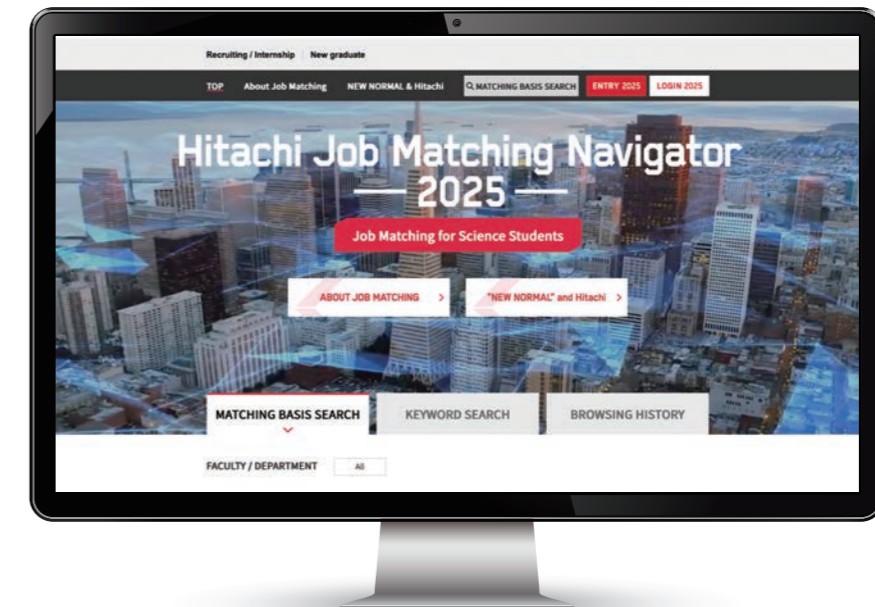 Recruiting / Internship New graduate
TOP About Job Matching NEW NORMAL & Hitachi MATCHING BASIS SEARCH ENTRY 2025 LOGIN 2025
Hitachi Job Matching Navigator
— 2025 —
Job Matching for Science Students
ABOUT JOB MATCHING > "NEW NORMAL" and Hitachi >
MATCHING BASIS SEARCH KEYWORD SEARCH BROWSING HISTORY
FACULTY / DEPARTMENT All